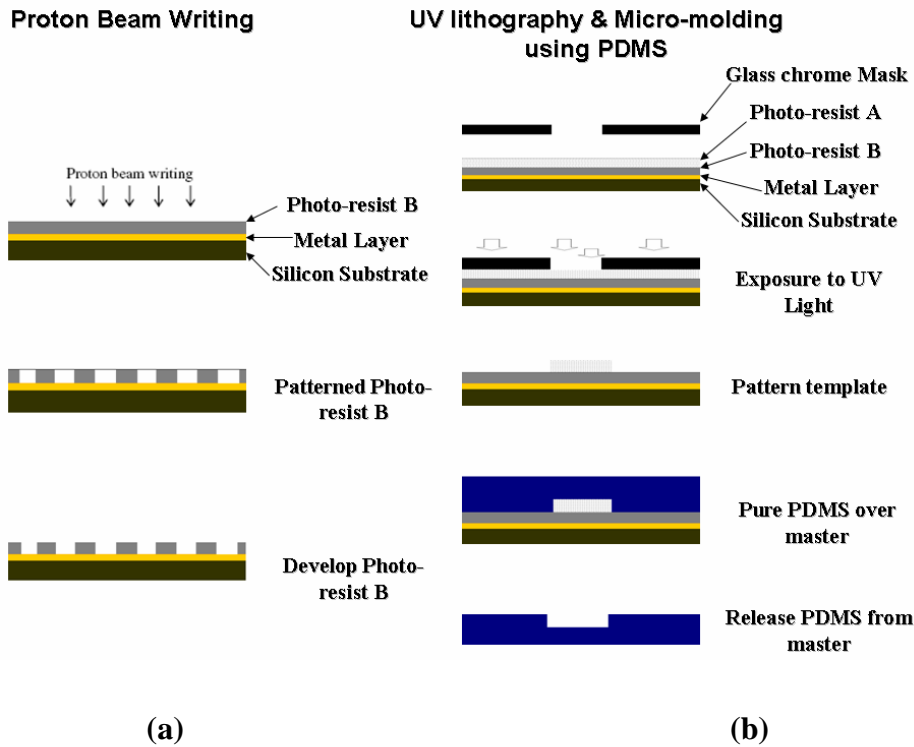 Proton Beam Writing
Proton beam writing
Photo-resist B
Metal Layer
Silicon Substrate
Patterned Photo-
resist B
Develop Photo-
resist B
(a)
UV lithography & Micro-molding
using PDMS
Glass chrome Mask
Photo-resist A
Photo-resist B
Metal Layer
Silicon Substrate
Exposure to UV
Light
Pattern template
Pure PDMS over
master
Release PDMS from
master
(b)